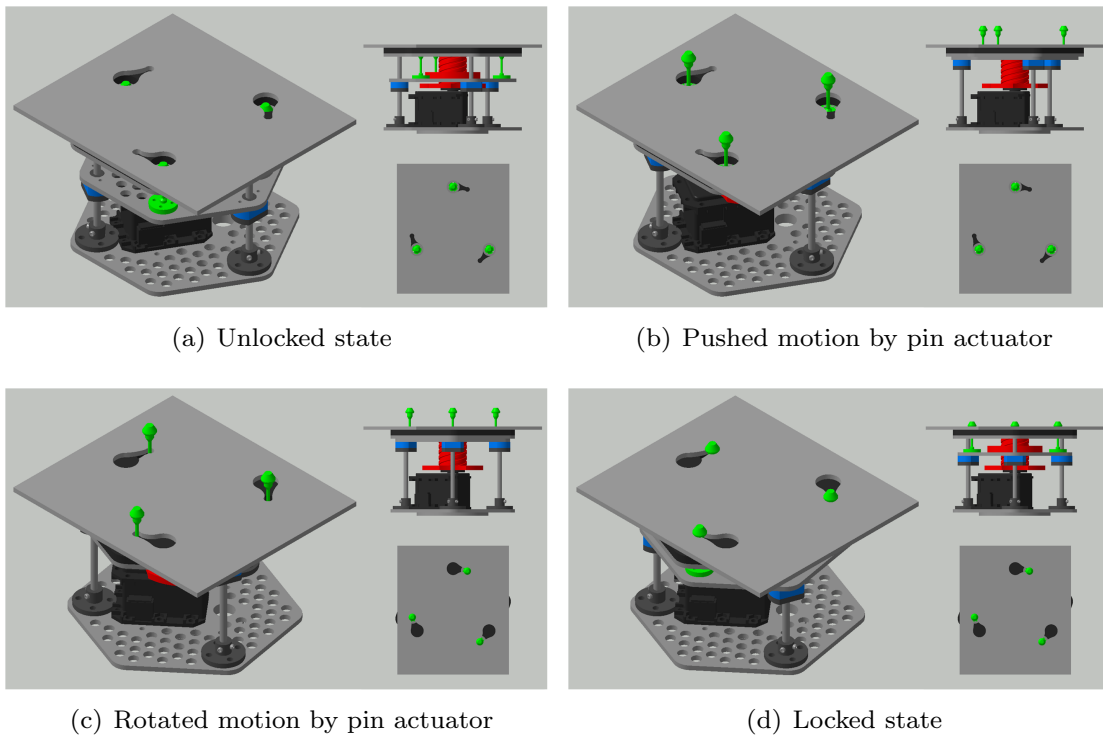 (a) Unlocked state
(b) Pushed motion by pin actuator
(c) Rotated motion by pin actuator
(d) Locked state